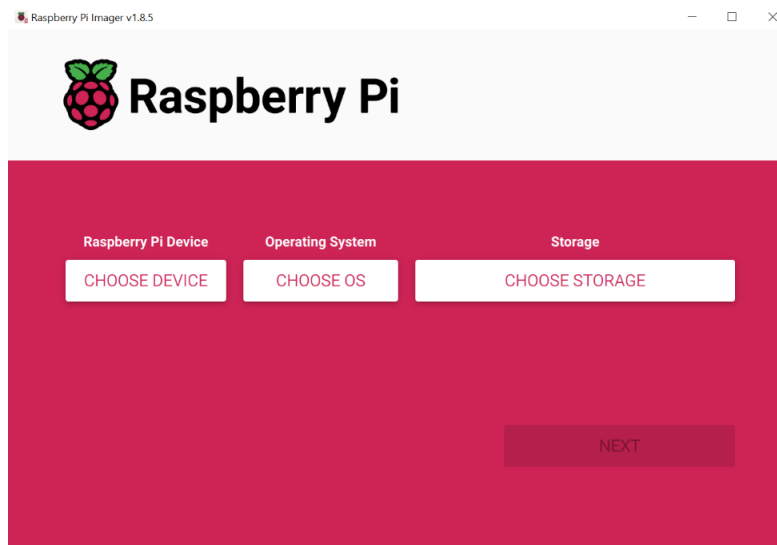 Raspberry Pi Imager v1.8.5
Raspberry Pi
Raspberry Pi Device
Operating System
Storage
CHOOSE DEVICE
CHOOSE OS
CHOOSE STORAGE
NEXT